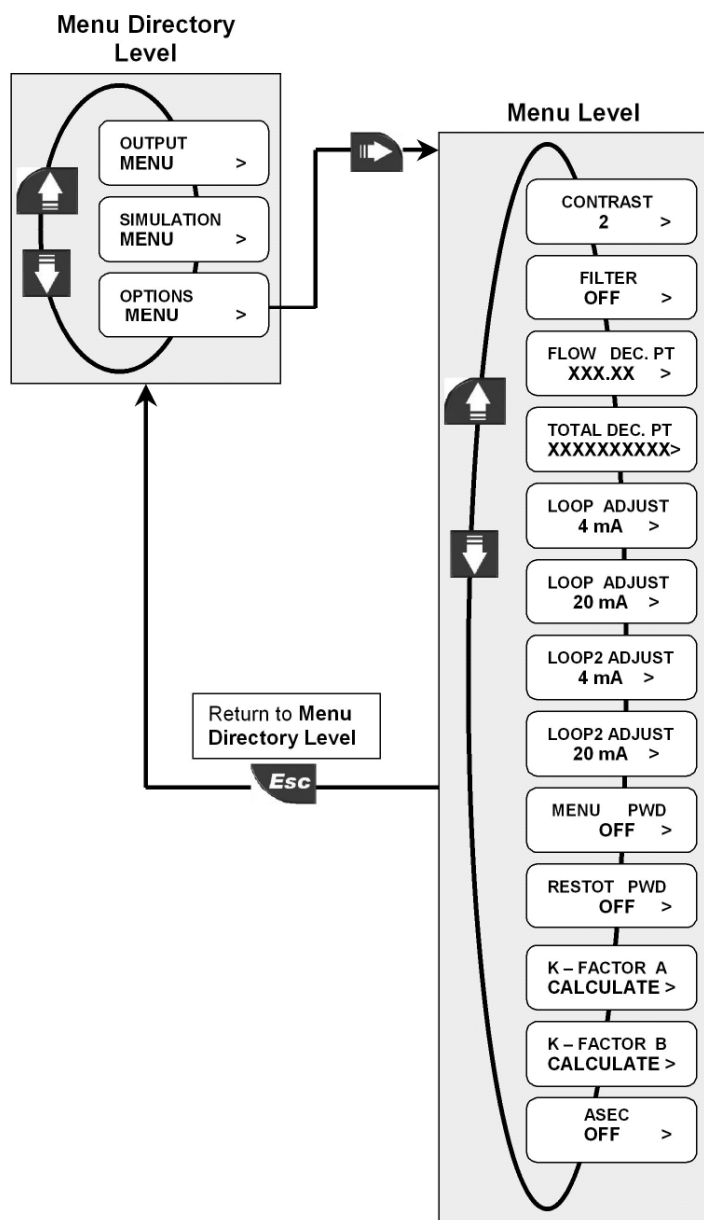 Menu Directory
Level
OUTPUT
MENU >
SIMULATION
MENU >
OPTIONS
MENU >
Menu Level
CONTRAST
2 >
FILTER
OFF >
FLOW DEC. PT
XXX.XX >
TOTAL DEC. PT
XXXXXXXXXX>
LOOP ADJUST
4 mA >
LOOP ADJUST
20 mA >
LOOP2 ADJUST
4 mA >
LOOP2 ADJUST
20 mA >
MENU PWD
OFF >
RESTOT PWD
OFF >
K – FACTOR A
CALCULATE >
K – FACTOR B
CALCULATE >
ASEC
OFF >
Return to Menu
Directory Level
Esc